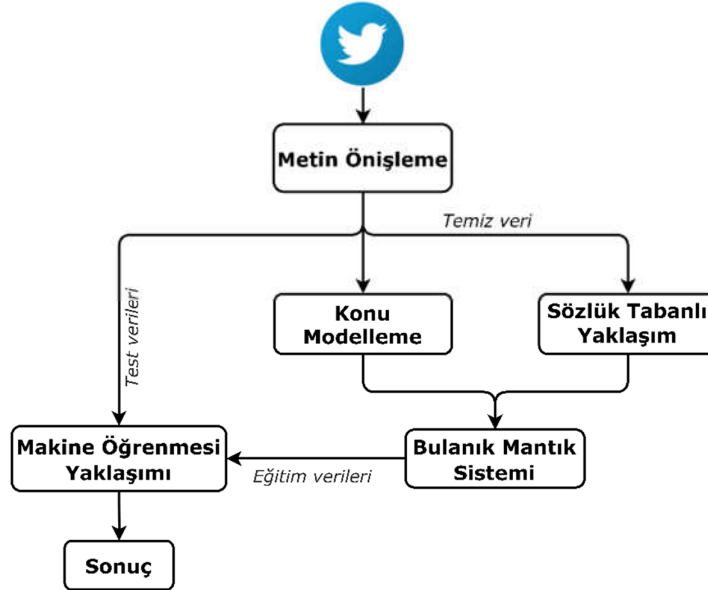 Metin Önişleme
Temiz veri
Test verileri
Konu
Modelleme
Sözlük Tabanlı
Yaklaşım
Makine Öğrenmesi
Yaklaşımı
Eğitim verileri
Bulanık Mantık
Sistemi
Sonuç